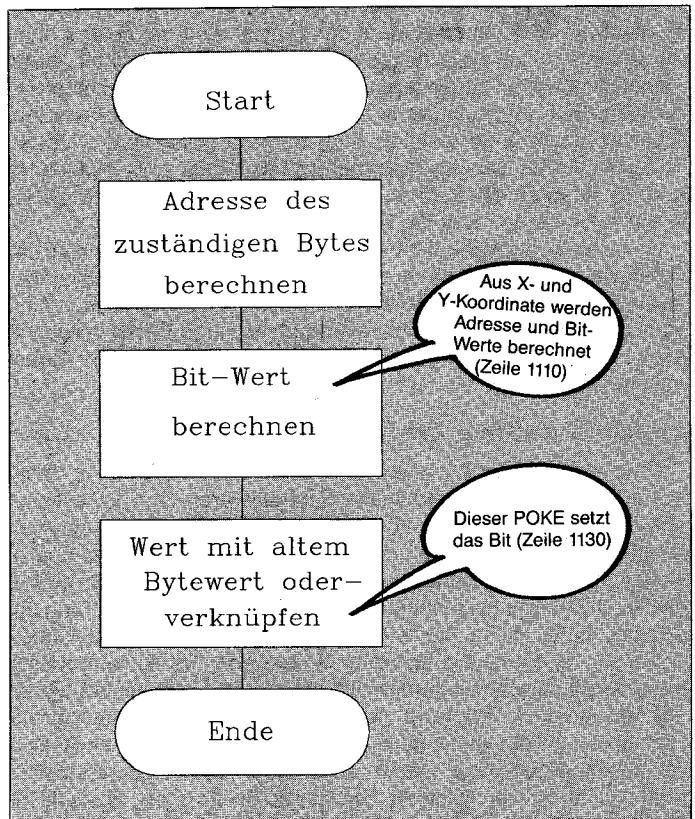 Start
Adresse des
zuständigen Bytes
berechnen
Aus X- und
Y-Koordinate werden
Adresse und Bit-
Werte berechnet
(Zeile 1110)
Bit-Wert
berechnen
Dieser POKE setzt
das Bit (Zeile 1130)
Wert mit altem
Bytewert oder-
verknüpfen
Ende